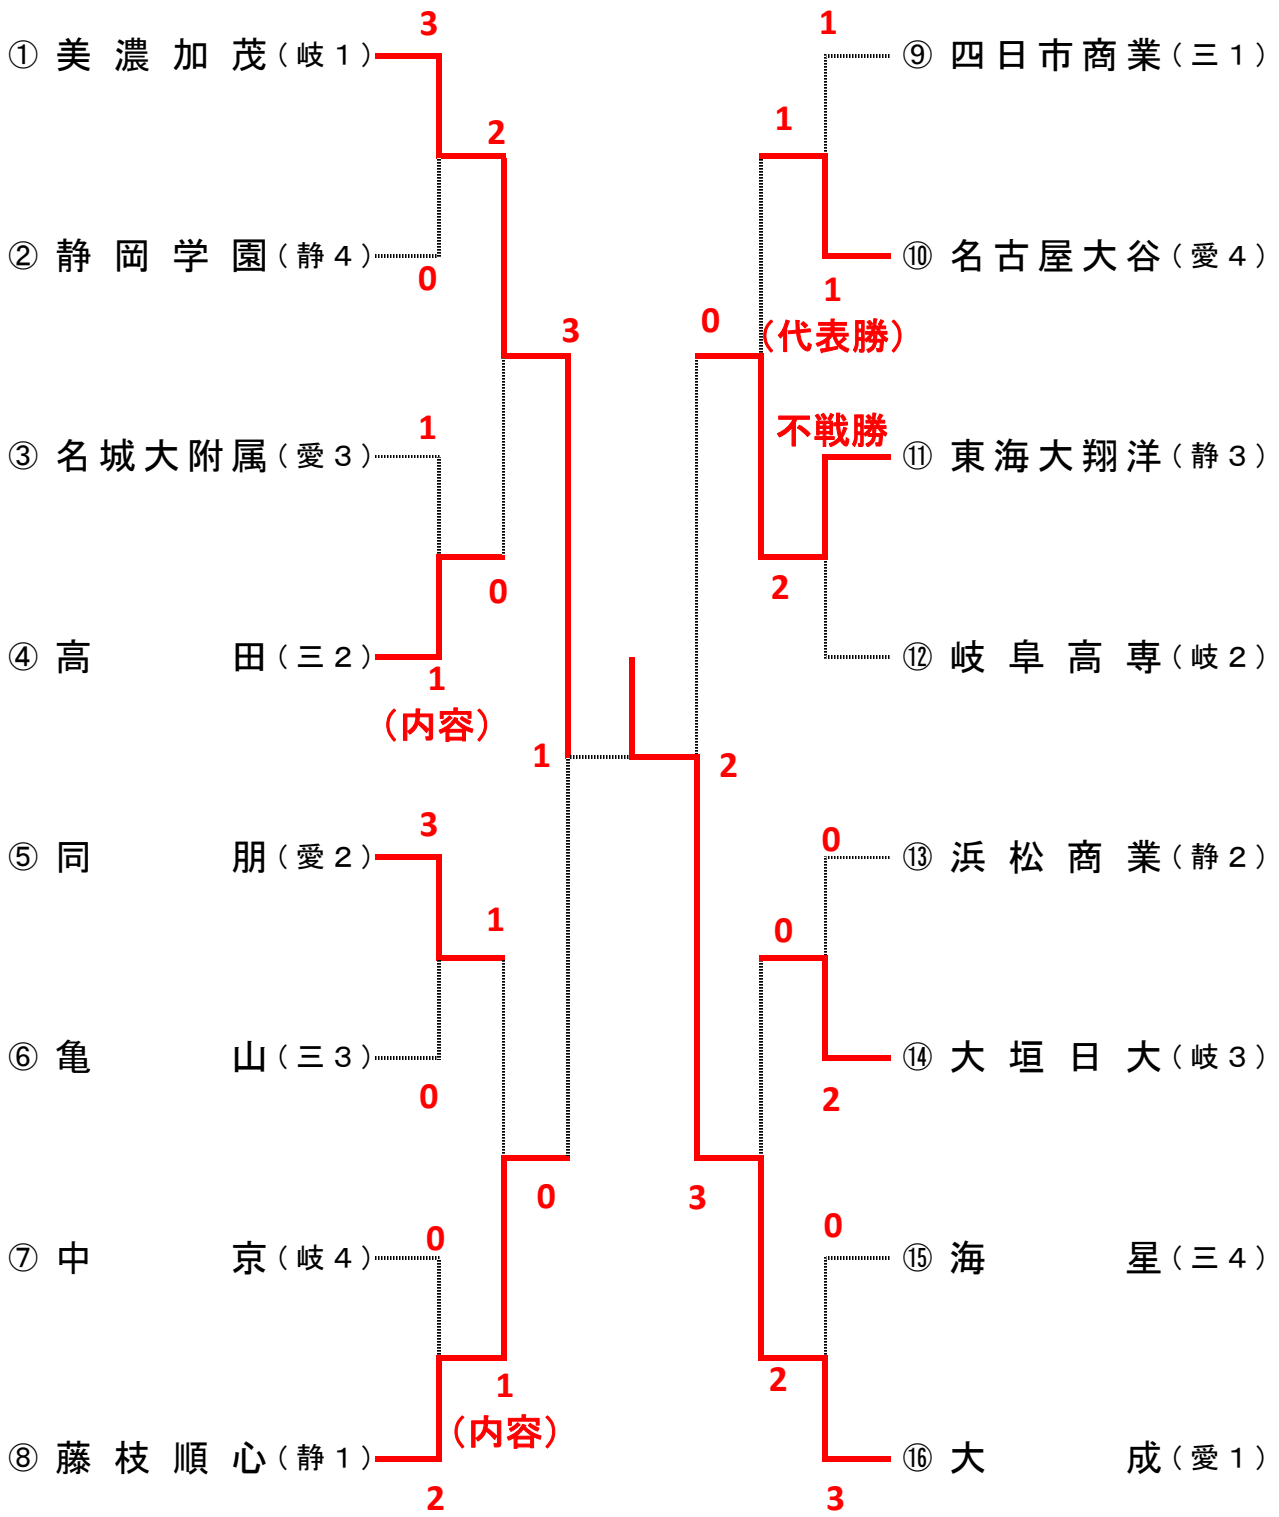 3
① 美濃加茂（岐１）
2
② 静岡学園（静４）
0
3
1
③ 名城大附属（愛３）
0
④ 高田（三２）
1
（内容）
1
3
⑤ 同朋（愛２）
1
⑥ 亀山（三３）
0
0
0
⑦ 中京（岐４）
1
（内容）
⑧ 藤枝順心（静１）
2
1
⑨ 四日市商業（三１）
1
⑩ 名古屋大谷（愛４）
1
（代表勝）
0
不戦勝
⑪ 東海大翔洋（静３）
2
⑫ 岐阜高専（岐２）
2
0
⑬ 浜松商業（静２）
0
⑭ 大垣日大（岐３）
2
3
0
⑮ 海星（三４）
2
⑯ 大成（愛１）
3